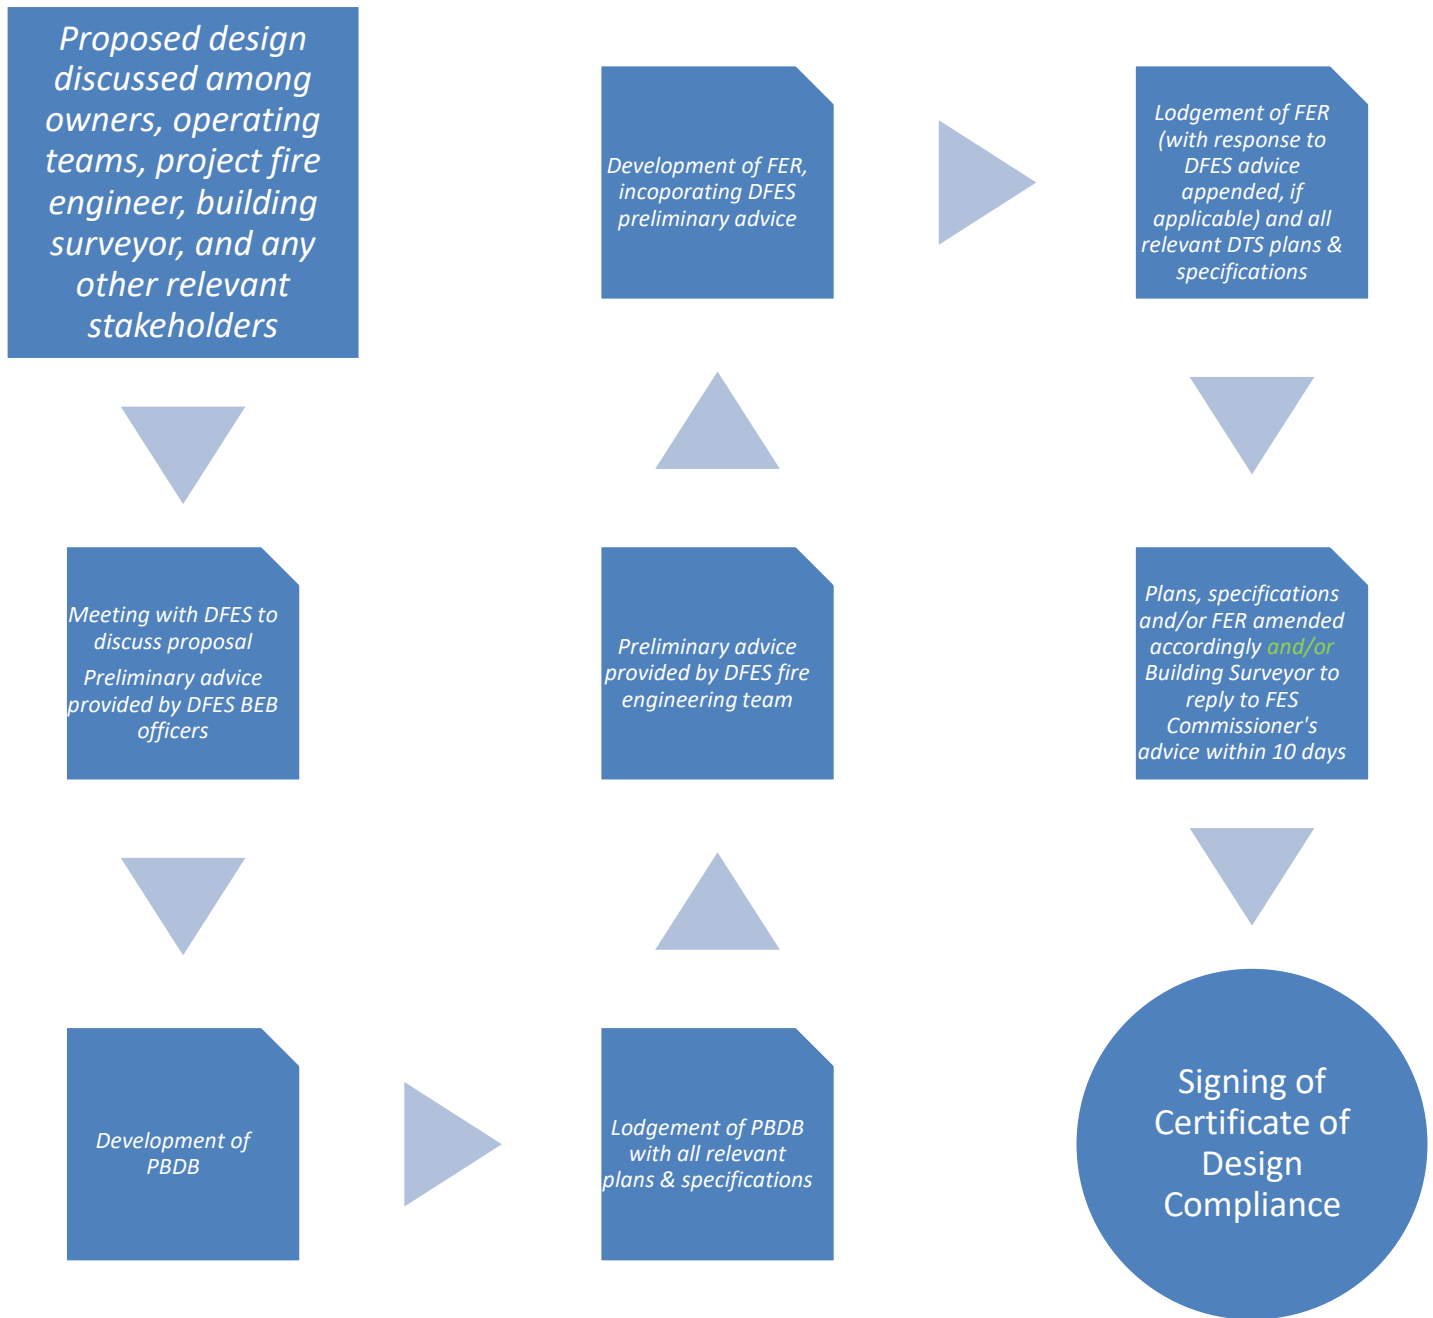 Proposed design
discussed among
owners, operating
teams, project fire
engineer, building
surveyor, and any
other relevant
stakeholders
Meeting with DFES to
discuss proposal
Preliminary advice
provided by DFES BEB
officers
Development of
PBDB
Lodgement of PBDB
with all relevant
plans & specifications
Preliminary advice
provided by DFES fire
engineering team
Development of FER,
incoporating DFES
preliminary advice
Lodgement of FER
(with response to
DFES advice
appended, if
applicable) and all
relevant DTS plans &
specifications
Plans, specifications
and/or FER amended
accordingly and/or
Building Surveyor to
reply to FES
Commissioner's
advice within 10 days
Signing of
Certificate of
Design
Compliance